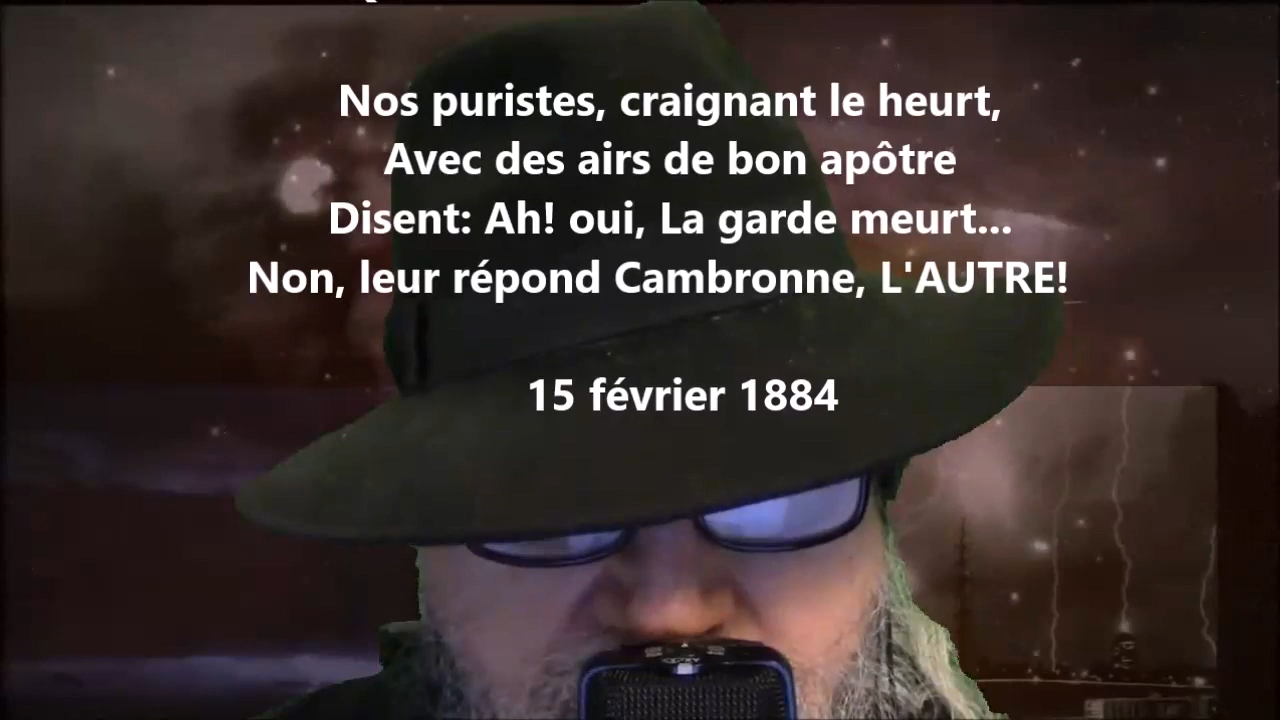 Nos puristes, craignant le heurt,
Avec des airs de bon apôtre
Disent: Ah! oui, La garde meurt...
Non, leur répond Cambronne, L'AUTRE!
15 février 1884